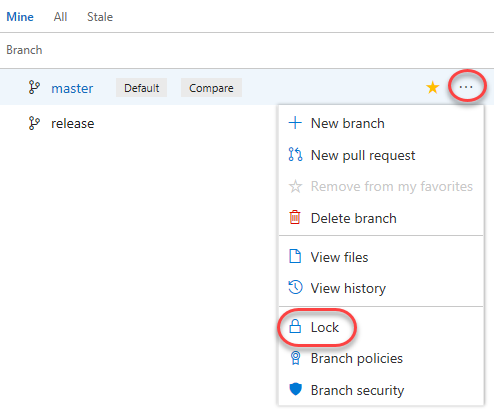 Mine All Stale
Branch
master Default Compare ...
release
New branch
New pull request
Remove from my favorites
Delete branch
View files
View history
Lock
Branch policies
Branch security